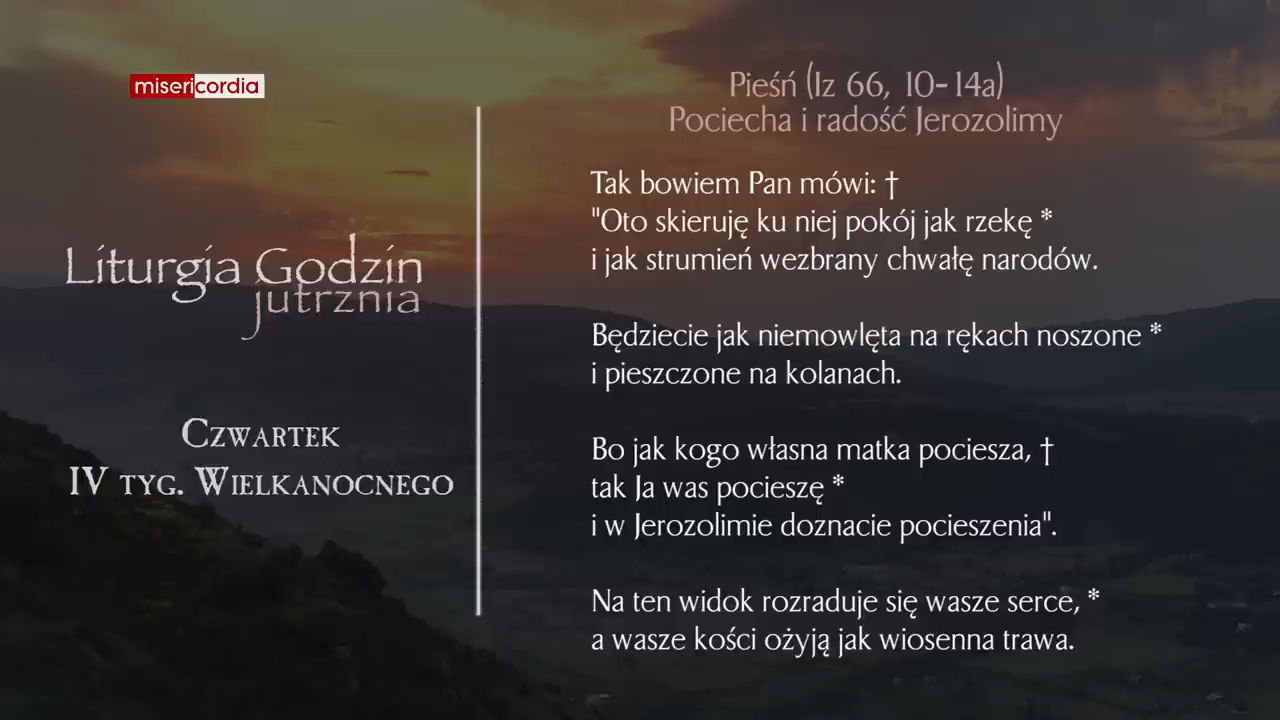 misericordia
Liturgia Godzin
jutrznia
Czwartek
IV tyg. Wielkanocnego
Pieśń (Iz 66, 10-14a)
Pociecha i radość Jerozolimy
Tak bowiem Pan mówi: †
"Oto skieruję ku niej pokój jak rzekę *
i jak strumień wezbrany chwałę narodów.
Będziecie jak niemowlęta na rękach noszone *
i pieszczone na kolanach.
Bo jak kogo własna matka pociesza, †
tak Ja was pocieszę *
i w Jerozolimie doznacie pocieszenia".
Na ten widok rozraduje się wasze serce, *
a wasze kości ożyją jak wiosenna trawa.